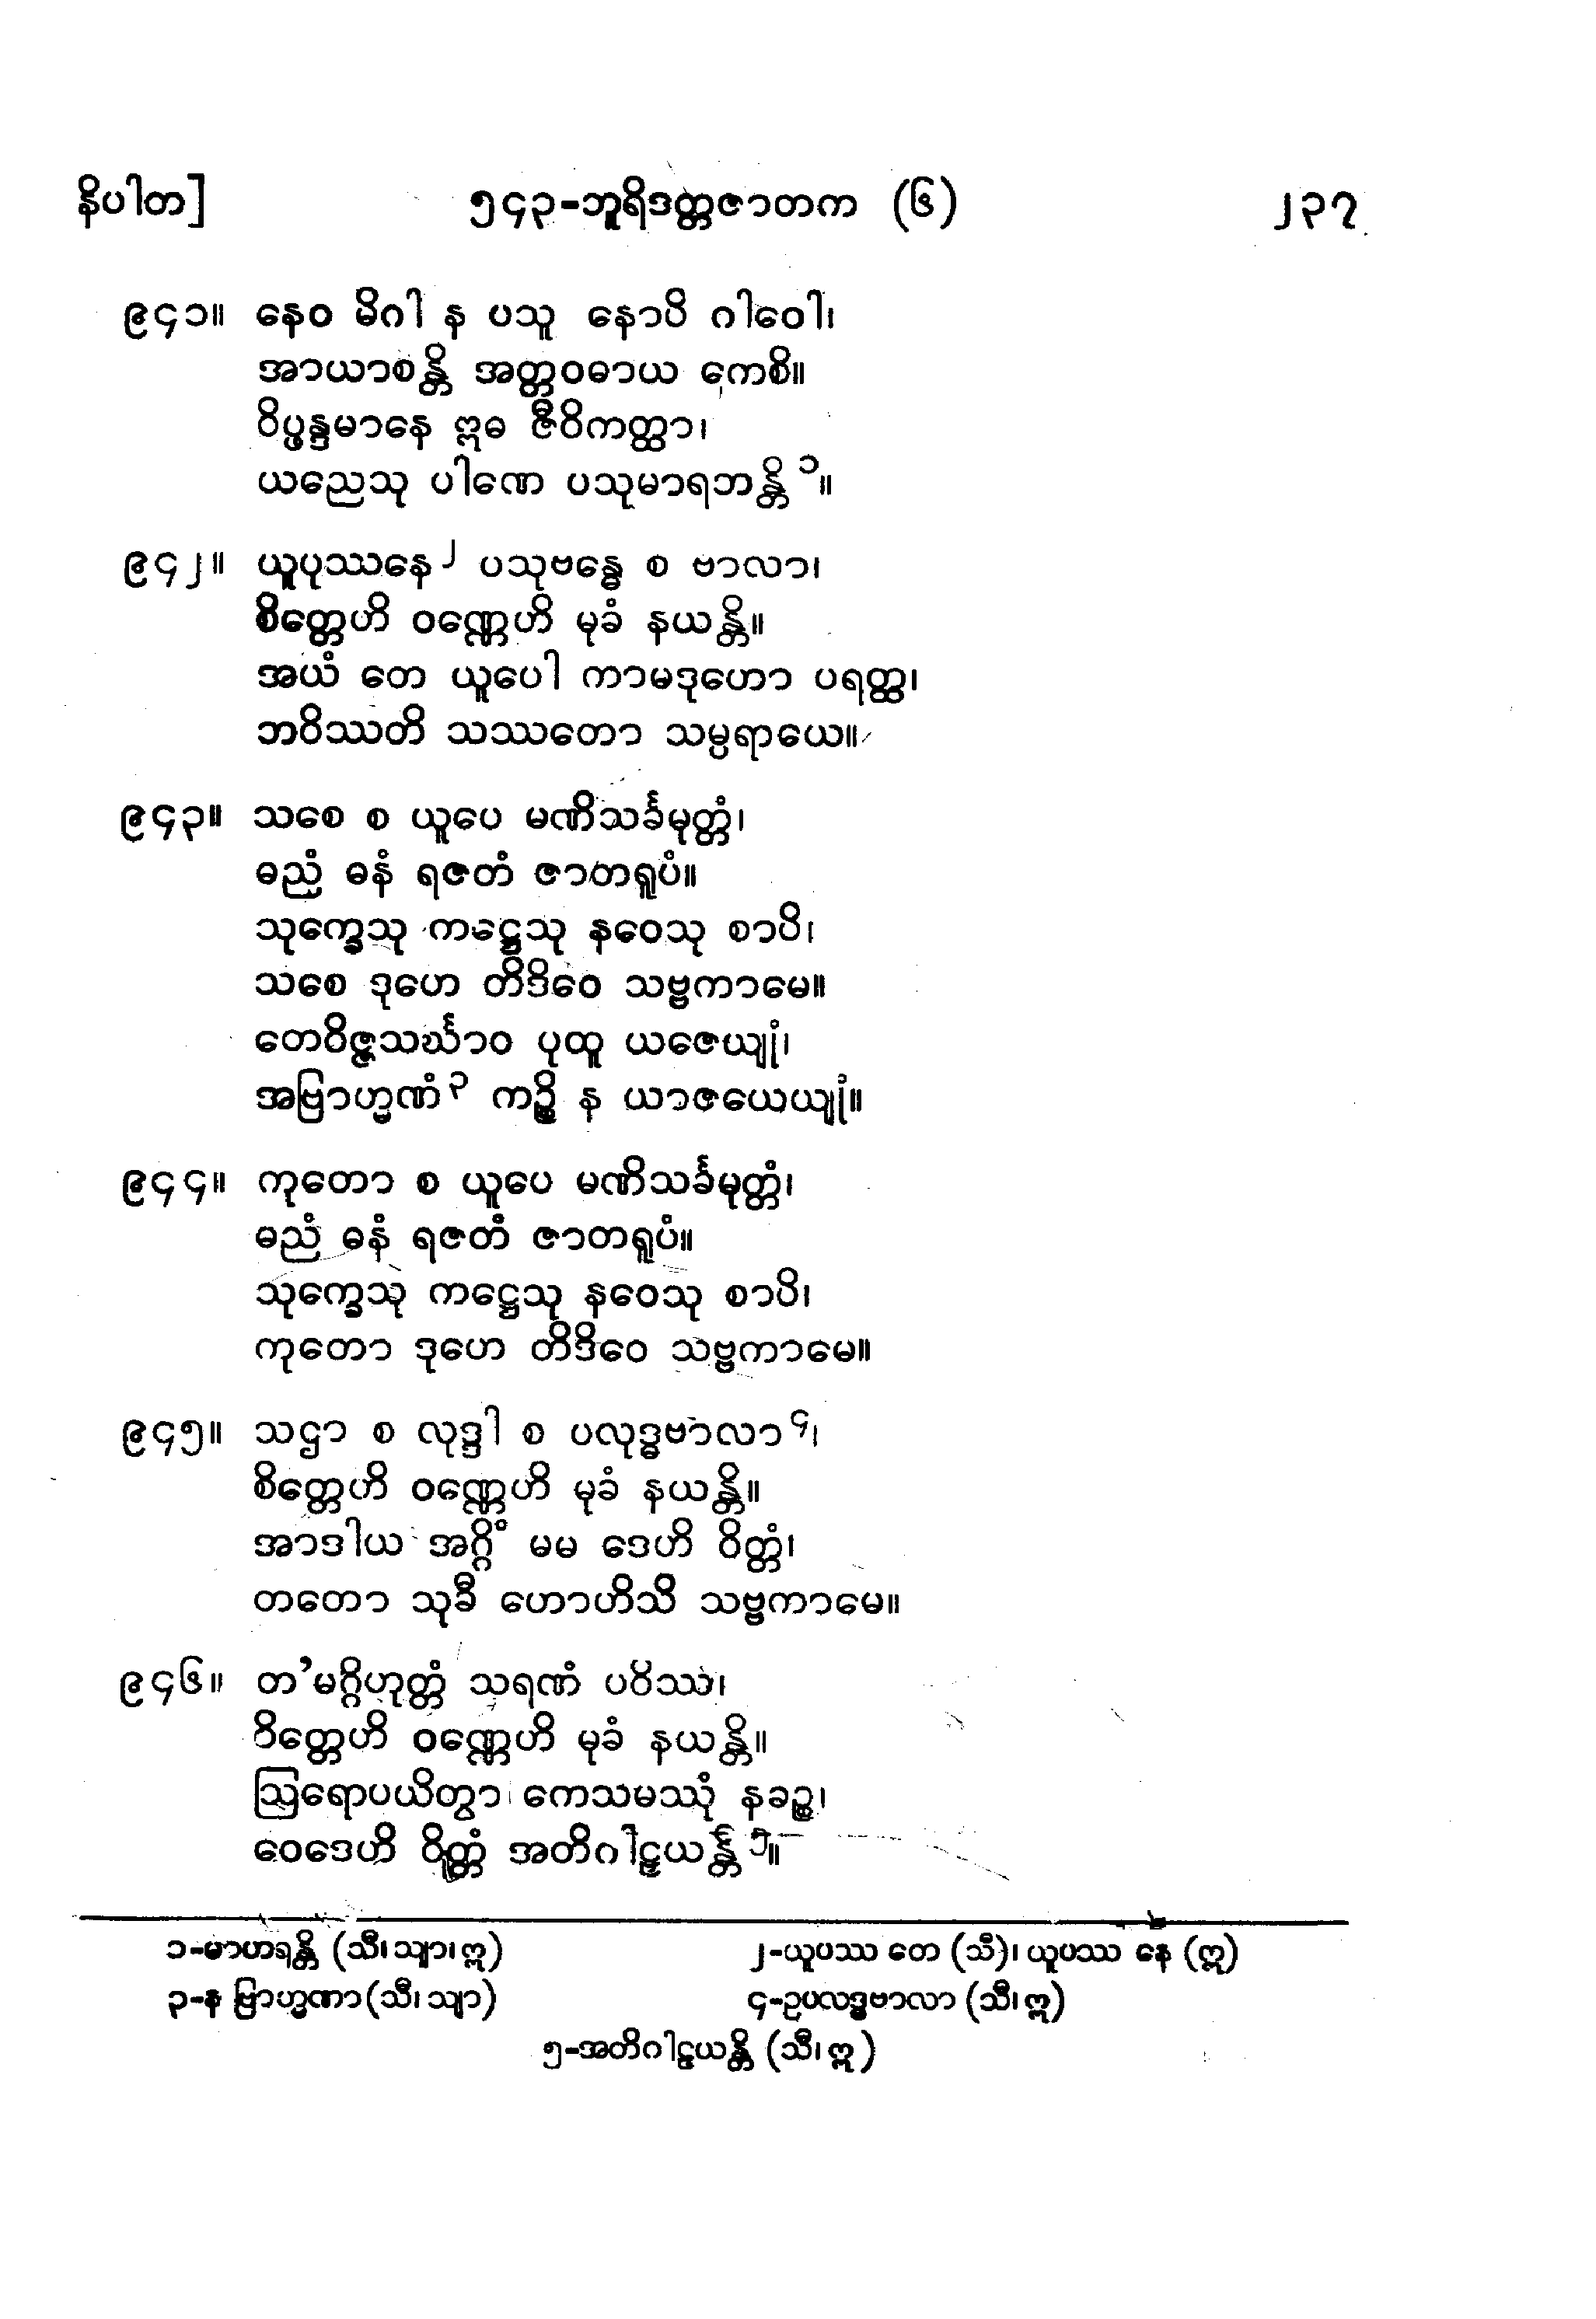 နိပါတ] ၅၄၃-ဘူရိဒတ္တဇာတက (၆) ၂၃၇
၉၄၁။ နေဝ မိဂါ န ပသူ နောပိ ဂါဝေါ၊
အာယာစန္တိ အတ္တဝဓာယ ကေစိ။
ဝိပ္ဖန္ဒမာနေ ဣဓ ဇီဝိကတ္ထာ၊
ယညေသု ပါဏေ ပသုမာရဘန္တိ ၁။
၉၄၂။ ယူပုဿနေ ၂ ပသုဗန္ဓေ စ ဗာလာ၊
စိတ္တေဟိ ဝဏ္ဏေဟိ မုခံ နယန္တိ။
အယံ တေ ယူပေါ ကာမဒုဟော ပရတ္ထ၊
ဘဝိဿတိ သဿတော သမ္ပရာယေ။
၉၄၃။ သစေ စ ယူပေ မဏိသင်္ခမုတ္တံ၊
ဓညံ ဓနံ ရဇတံ ဇာတရူပံ။
သုက္ခေသု ကဋ္ဌေသု နဝေသု စာပိ၊
သစေ ဒုဟေ တိဒိဝေ သဗ္ဗကာမေ။
တေဝိဇ္ဇသင်္ဃာဝ ပုထူ ယဇေယျုံ၊
အဗြာဟ္မဏံ ၃ ကဉ္စိ န ယာဇယေယျုံ။
၉၄၄။ ကုတော စ ယူပေ မဏိသင်္ခမုတ္တံ၊
ဓညံ ဓနံ ရဇတံ ဇာတရူပံ။
သုက္ခေသု ကဋ္ဌေသု နဝေသု စာပိ၊
ကုတော ဒုဟေ တိဒိဝေ သဗ္ဗကာမေ။
၉၄၅။ သဌာ စ လုဒ္ဒါ စ ပလုဒ္ဓဗာလာ ၄၊
စိတ္တေဟိ ဝဏ္ဏေဟိ မုခံ နယန္တိ။
အာဒါယ အဂ္ဂိံ မမ ဒေဟိ ဝိတ္တံ၊
တတော သုခီ ဟောဟိသိ သဗ္ဗကာမေ။
၉၄၆။ တ’မဂ္ဂိဟုတ္တံ သရဏံ ပဝိဿ၊
ဝိတ္တေဟိ ဝဏ္ဏေဟိ မုခံ နယန္တိ။
ဩရောပယိတွာ ကေသမဿုံ နခဉ္စ၊
ဝေဒေဟိ ဝိတ္တံ အတိဂါဠှယန္တိ ၅။
၁-မာဟရန္တိ (သီ၊ သျာ၊ ဣ) ၂-ယူပဿ တေ (သီ)၊ ယူပဿ နေ (ဣ)
၃-န ဗြာဟ္မဏာ (သီ၊ သျာ) ၄-ဥပလဒ္ဓဗာလာ (သီ၊ ဣ)
၅-အတိဂါဠှယန္တိ (သီ၊ ဣ)